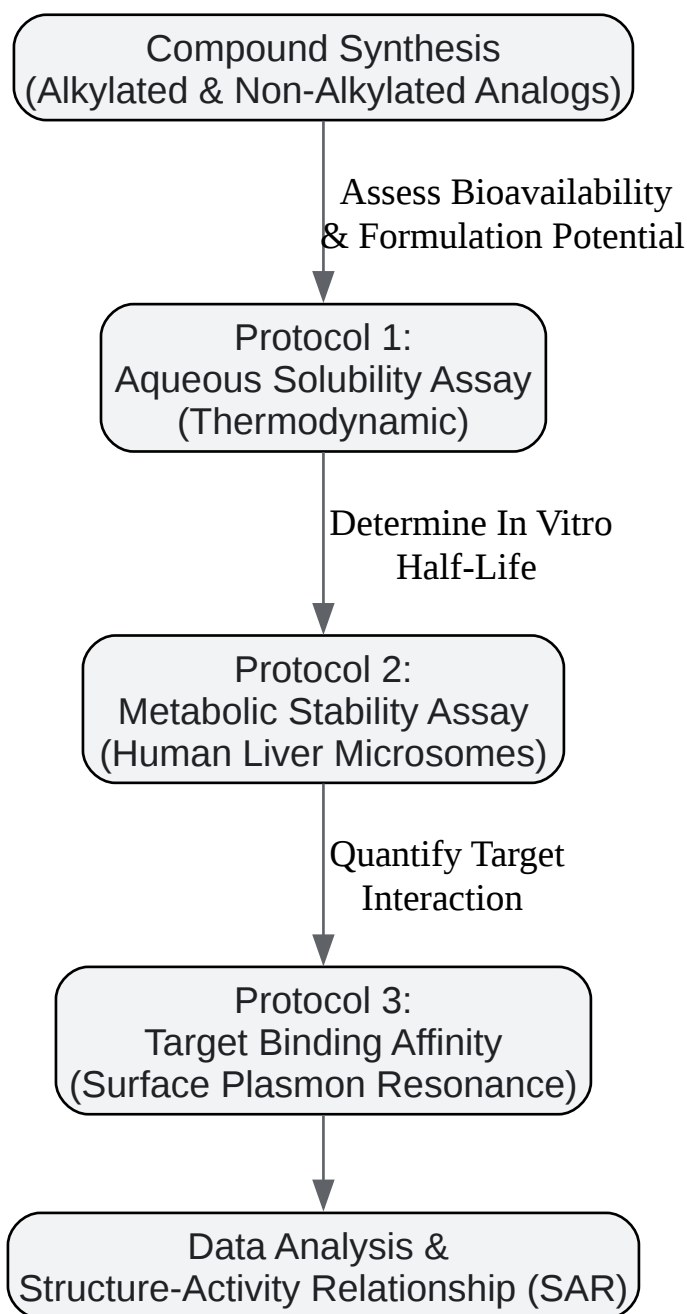 Compound Synthesis
(Alkylated & Non-Alkylated Analogs)
Assess Bioavailability
& Formulation Potential
Protocol 1:
Aqueous Solubility Assay
(Thermodynamic)
Determine In Vitro
Half-Life
Protocol 2:
Metabolic Stability Assay
(Human Liver Microsomes)
Quantify Target
Interaction
Protocol 3:
Target Binding Affinity
(Surface Plasmon Resonance)
Data Analysis &
Structure-Activity Relationship (SAR)